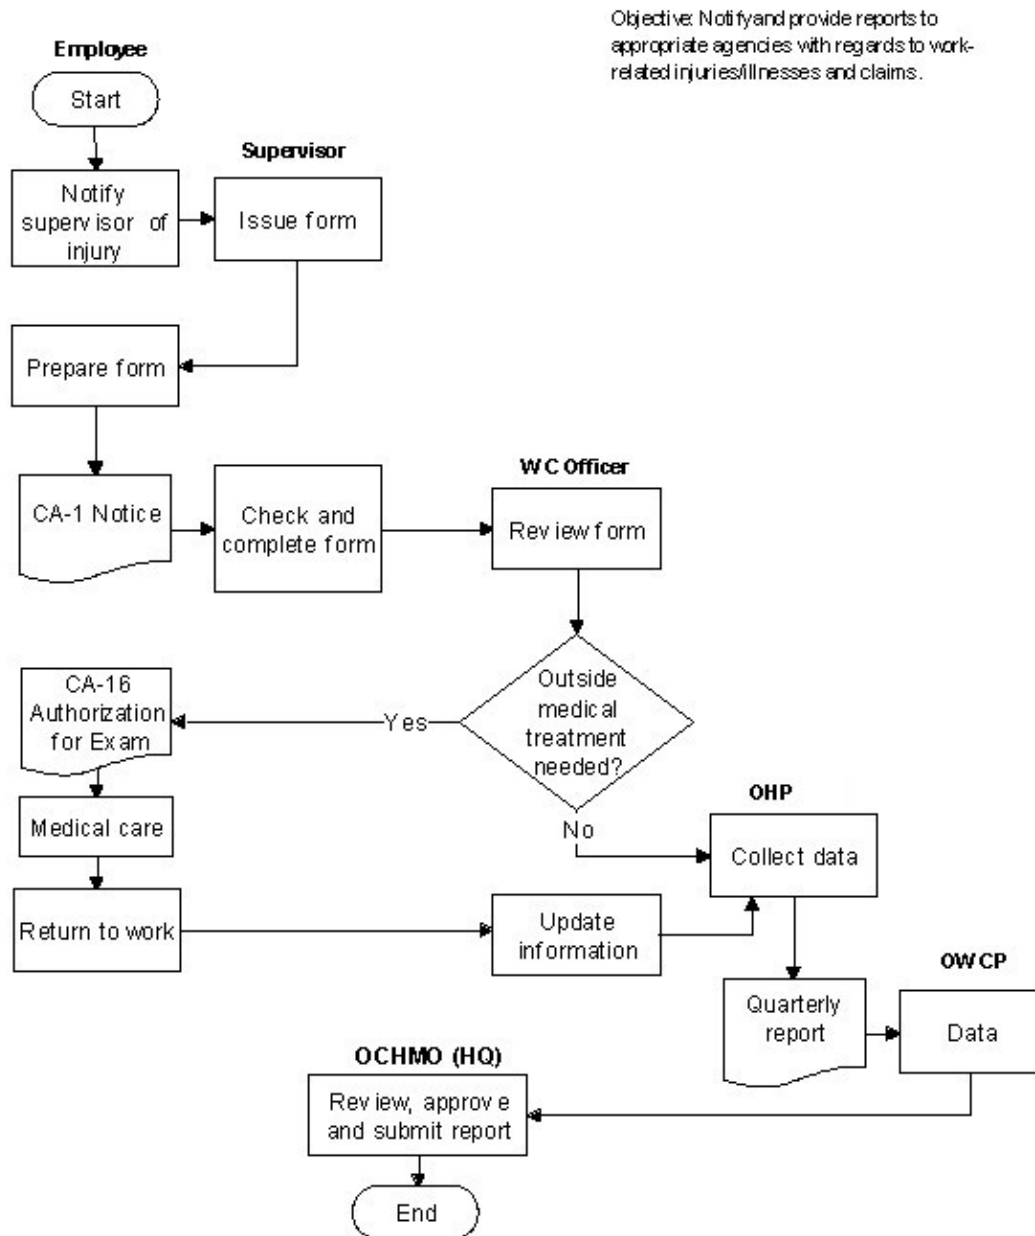 Objective: Notify and provide reports to
appropriate agencies with regards to work-
related injuries/illnesses and claims.
Employee
Start
Supervisor
Notify
supervisor of
injury
Issue form
Prepare form
WC Officer
CA-1 Notice
Check and
complete form
Review form
CA-16
Authorization
for Exam
Yes
Outside
medical
treatment
needed?
No
OHP
Medical care
Collect data
Return to work
Update
information
OWCP
Quarterly
report
Data
OCHMO (HQ)
Review, approve
and submit report
End